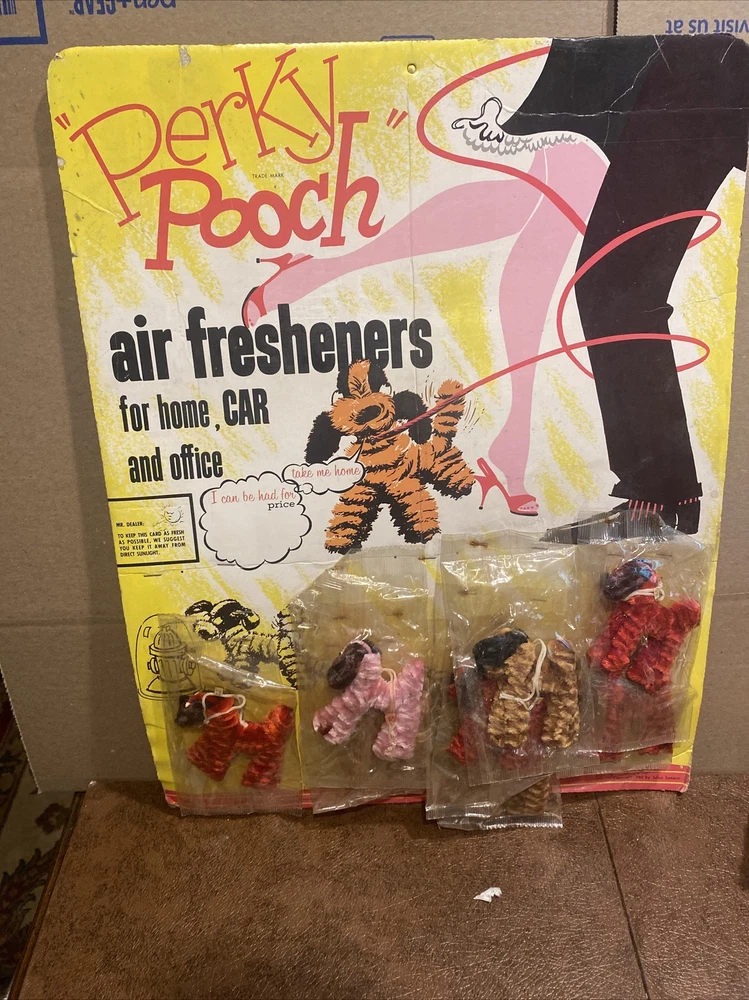 "Perky
Pooch"
TRADE MARK
air fresheners
for home, CAR
and office
take me home
I can be had for
price
MR. DEALER:
TO KEEP THIS CARD AS FRESH
AS POSSIBLE, WE SUGGEST
YOU KEEP IT AWAY FROM
DIRECT SUNLIGHT.
visit us at